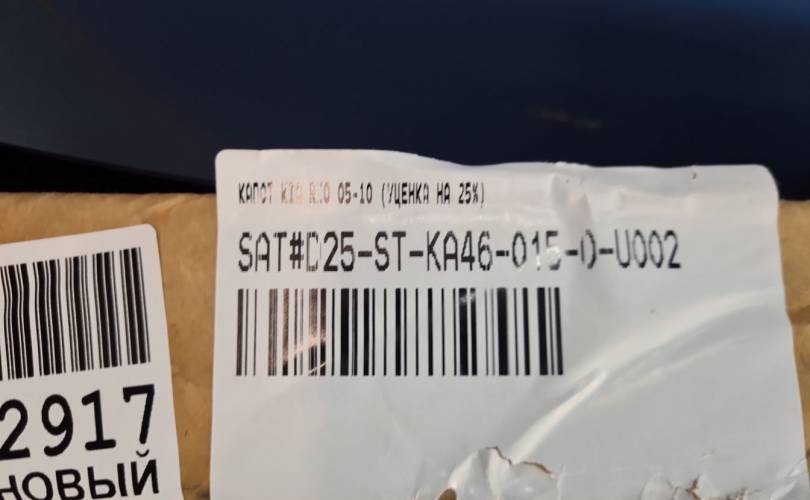 КАПОТ KIA RIO 05-10 (УЦЕНКА НА 25%)
SAT#D25-ST-KA46-015-0-U002
2917
НОВЫЙ